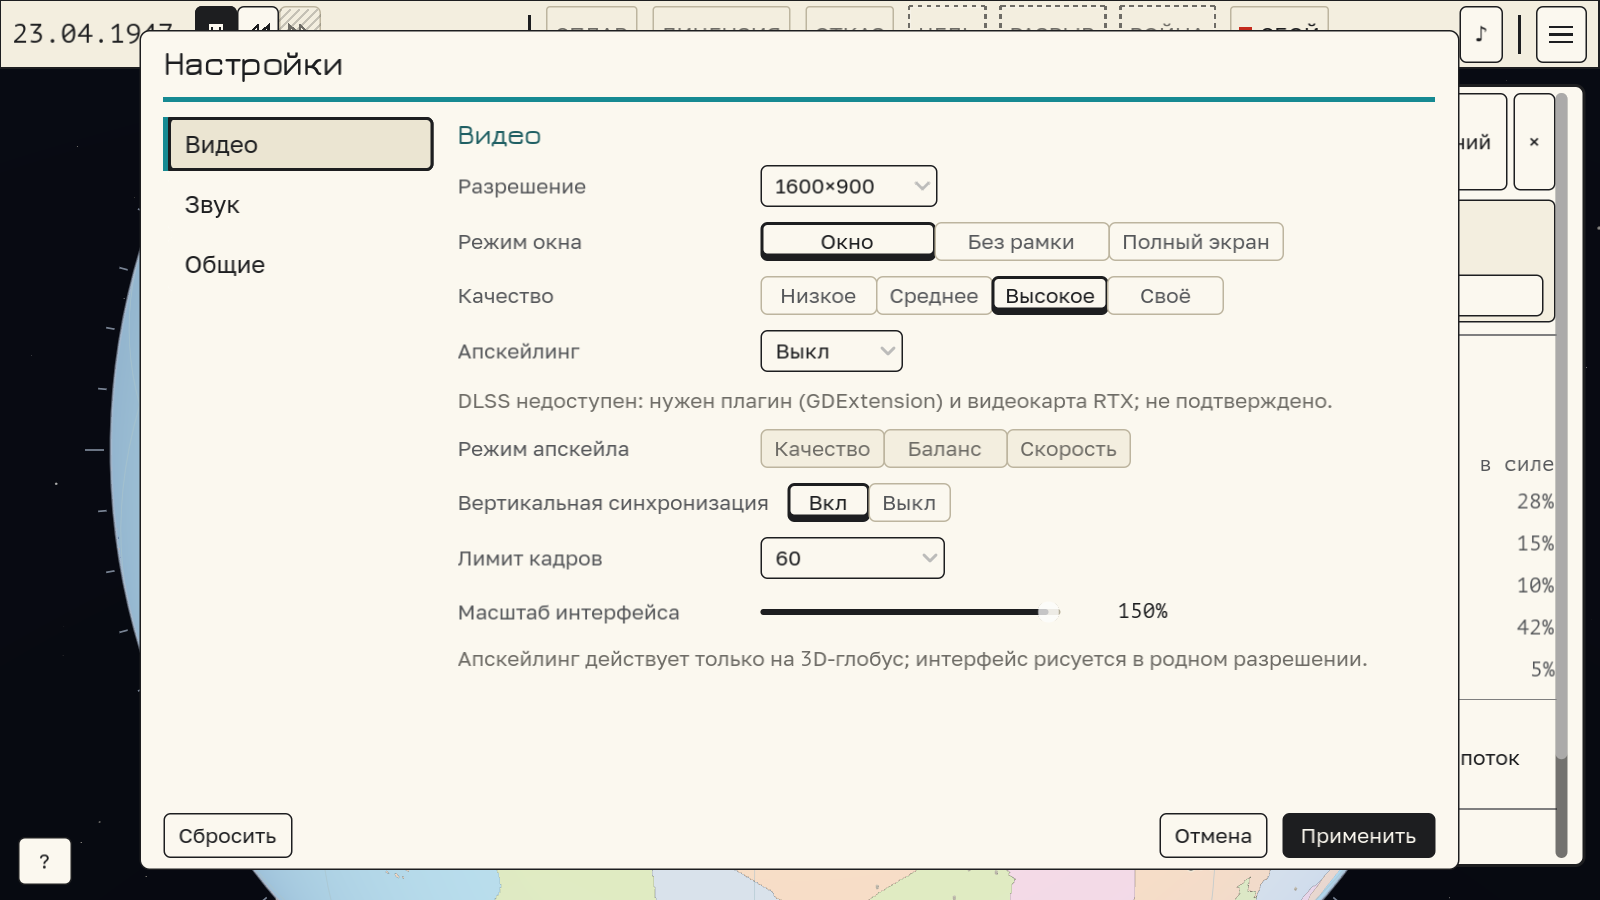 23.04.1947
Настройки
Видео
Звук
Общие
Видео
Разрешение 1600×900
Режим окна Окно Без рамки Полный экран
Качество Низкое Среднее Высокое Своё
Апскейлинг Выкл
DLSS недоступен: нужен плагин (GDExtension) и видеокарта RTX; не подтверждено.
Режим апскейла Качество Баланс Скорость
Вертикальная синхронизация Вкл Выкл
Лимит кадров 60
Масштаб интерфейса 150%
Апскейлинг действует только на 3D-глобус; интерфейс рисуется в родном разрешении.
Сбросить Отмена Применить
×
в силе
28%
15%
10%
42%
5%
поток
?